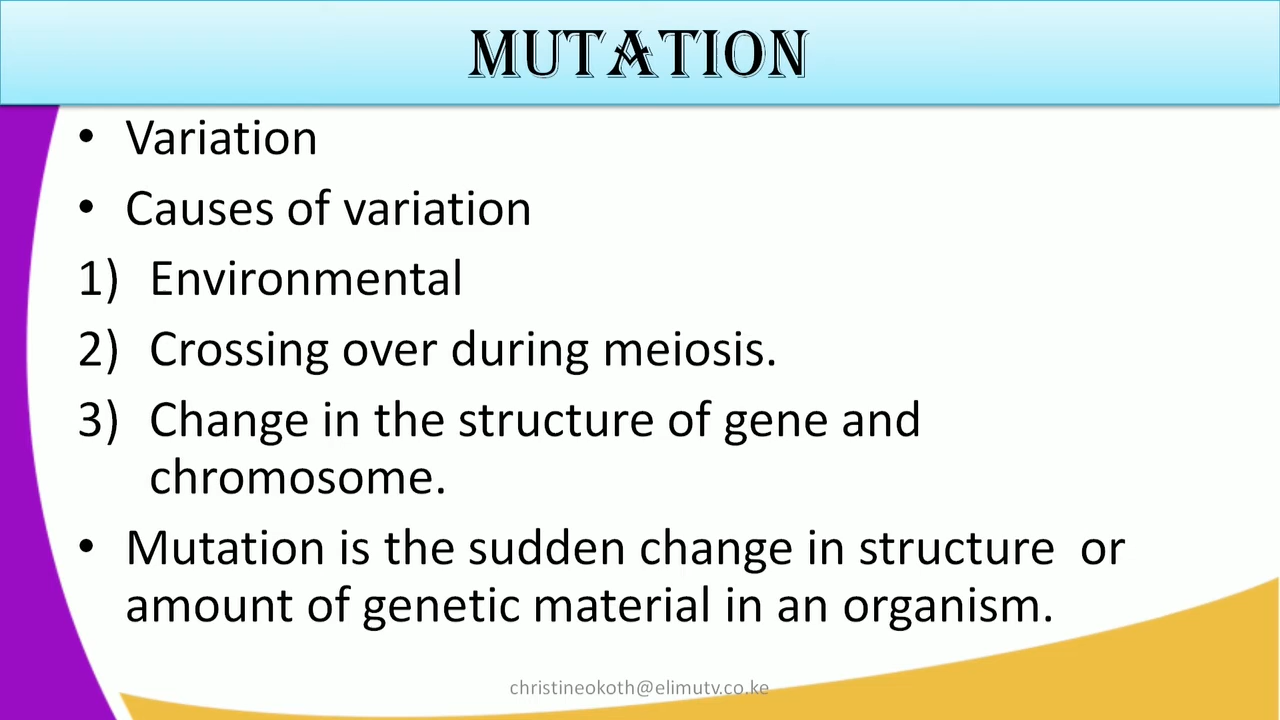 MUTATION
• Variation
• Causes of variation
1) Environmental
2) Crossing over during meiosis.
3) Change in the structure of gene and
chromosome.
• Mutation is the sudden change in structure  or
amount of genetic material in an organism.
christineokoth@elimutv.co.ke